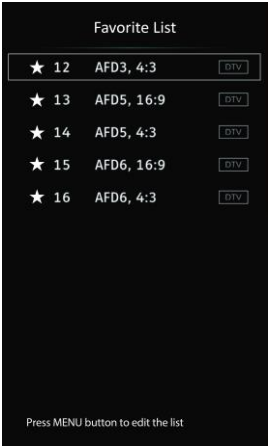 Favorite List
★ 12 AFD3, 4:3 DTV
★ 13 AFD5, 16:9 DTV
★ 14 AFD5, 4:3 DTV
★ 15 AFD6, 16:9 DTV
★ 16 AFD6, 4:3 DTV
Press MENU button to edit the list